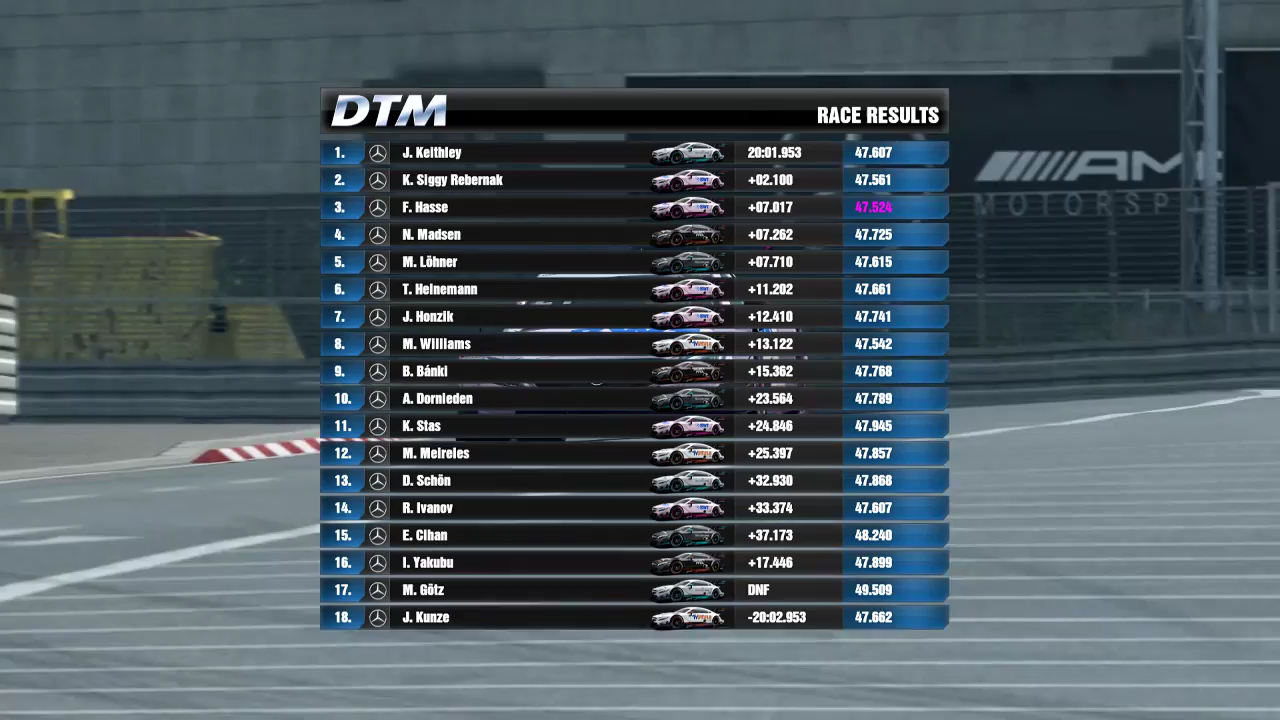 DTM RACE RESULTS
1. J. Keithley 20:01.953 47.607
2. K. Siggy Rebernak +02.100 47.561
3. F. Hasse +07.017 47.524
4. N. Madsen +07.262 47.725
5. M. Löhner +07.710 47.615
6. T. Heinemann +11.202 47.661
7. J. Honzik +12.410 47.741
8. M. Williams +13.122 47.542
9. B. Bánki +15.362 47.768
10. A. Dornieden +23.564 47.789
11. K. Stas +24.846 47.945
12. M. Meireles +25.397 47.857
13. D. Schön +32.930 47.868
14. R. Ivanov +33.374 47.607
15. E. Cihan +37.173 48.240
16. I. Yakubu +17.446 47.899
17. M. Götz DNF 49.509
18. J. Kunze -20:02.953 47.662
AMG
MOTORSP